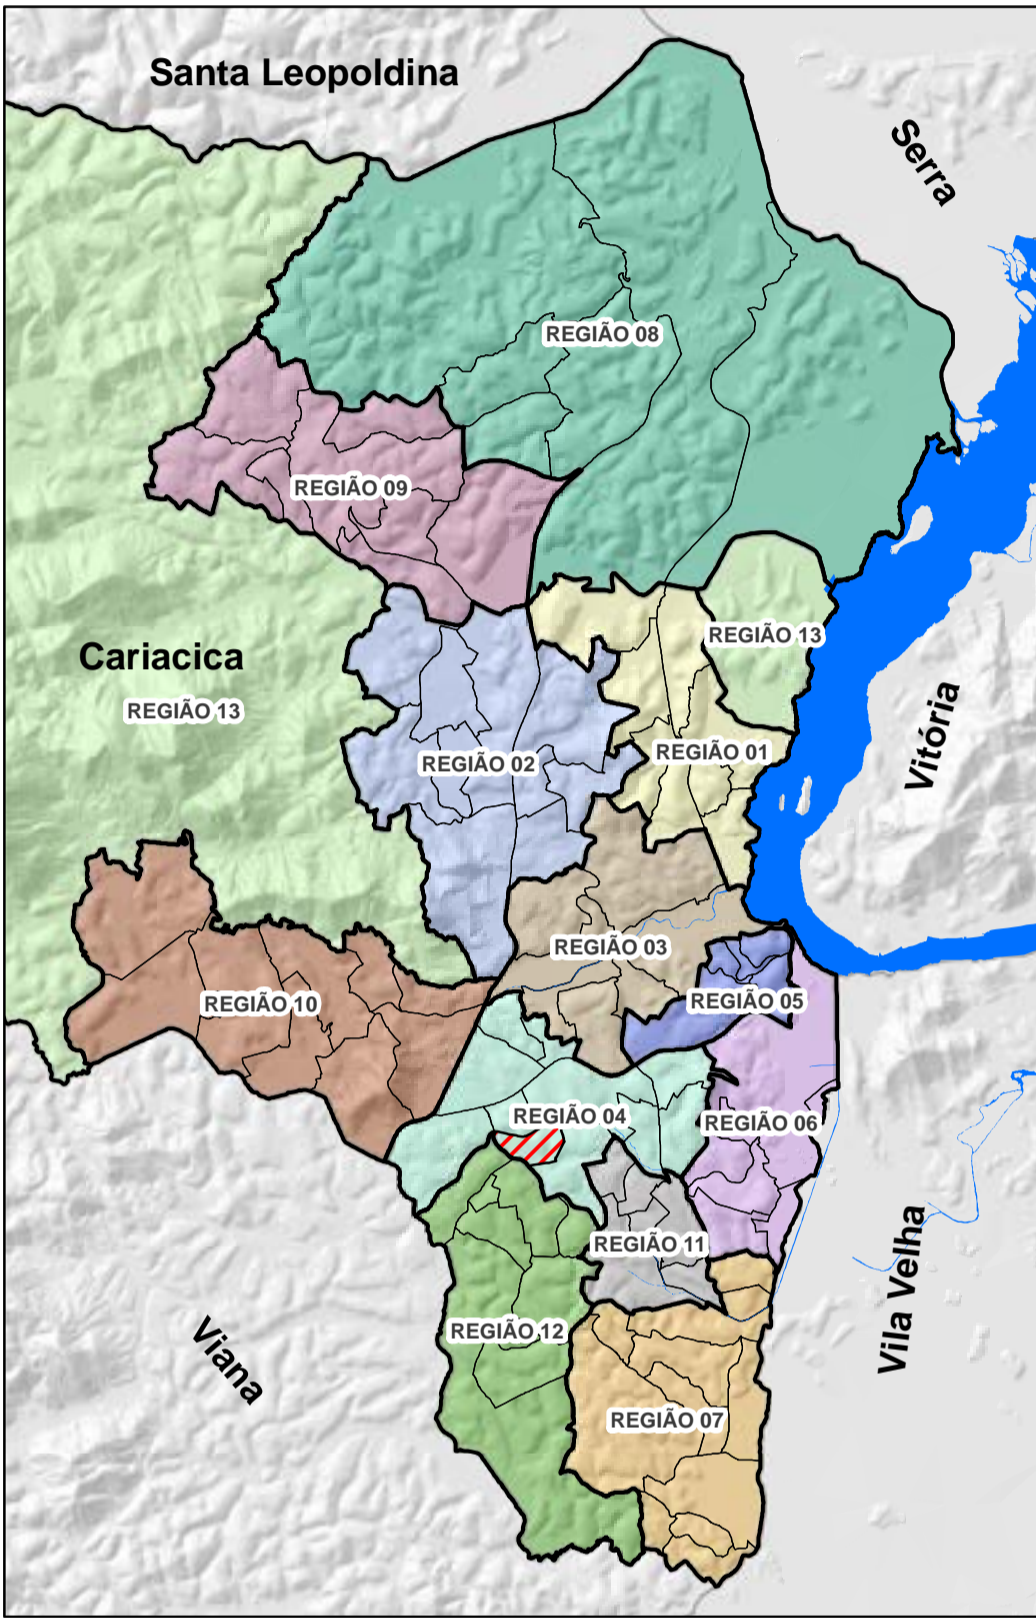 Santa Leopoldina
Serra
REGIÃO 08
REGIÃO 09
REGIÃO 13
Cariacica
REGIÃO 13
Vitória
REGIÃO 01
REGIÃO 02
REGIÃO 03
REGIÃO 05
REGIÃO 10
REGIÃO 04
REGIÃO 06
REGIÃO 11
Vila Velha
REGIÃO 12
Viana
REGIÃO 07